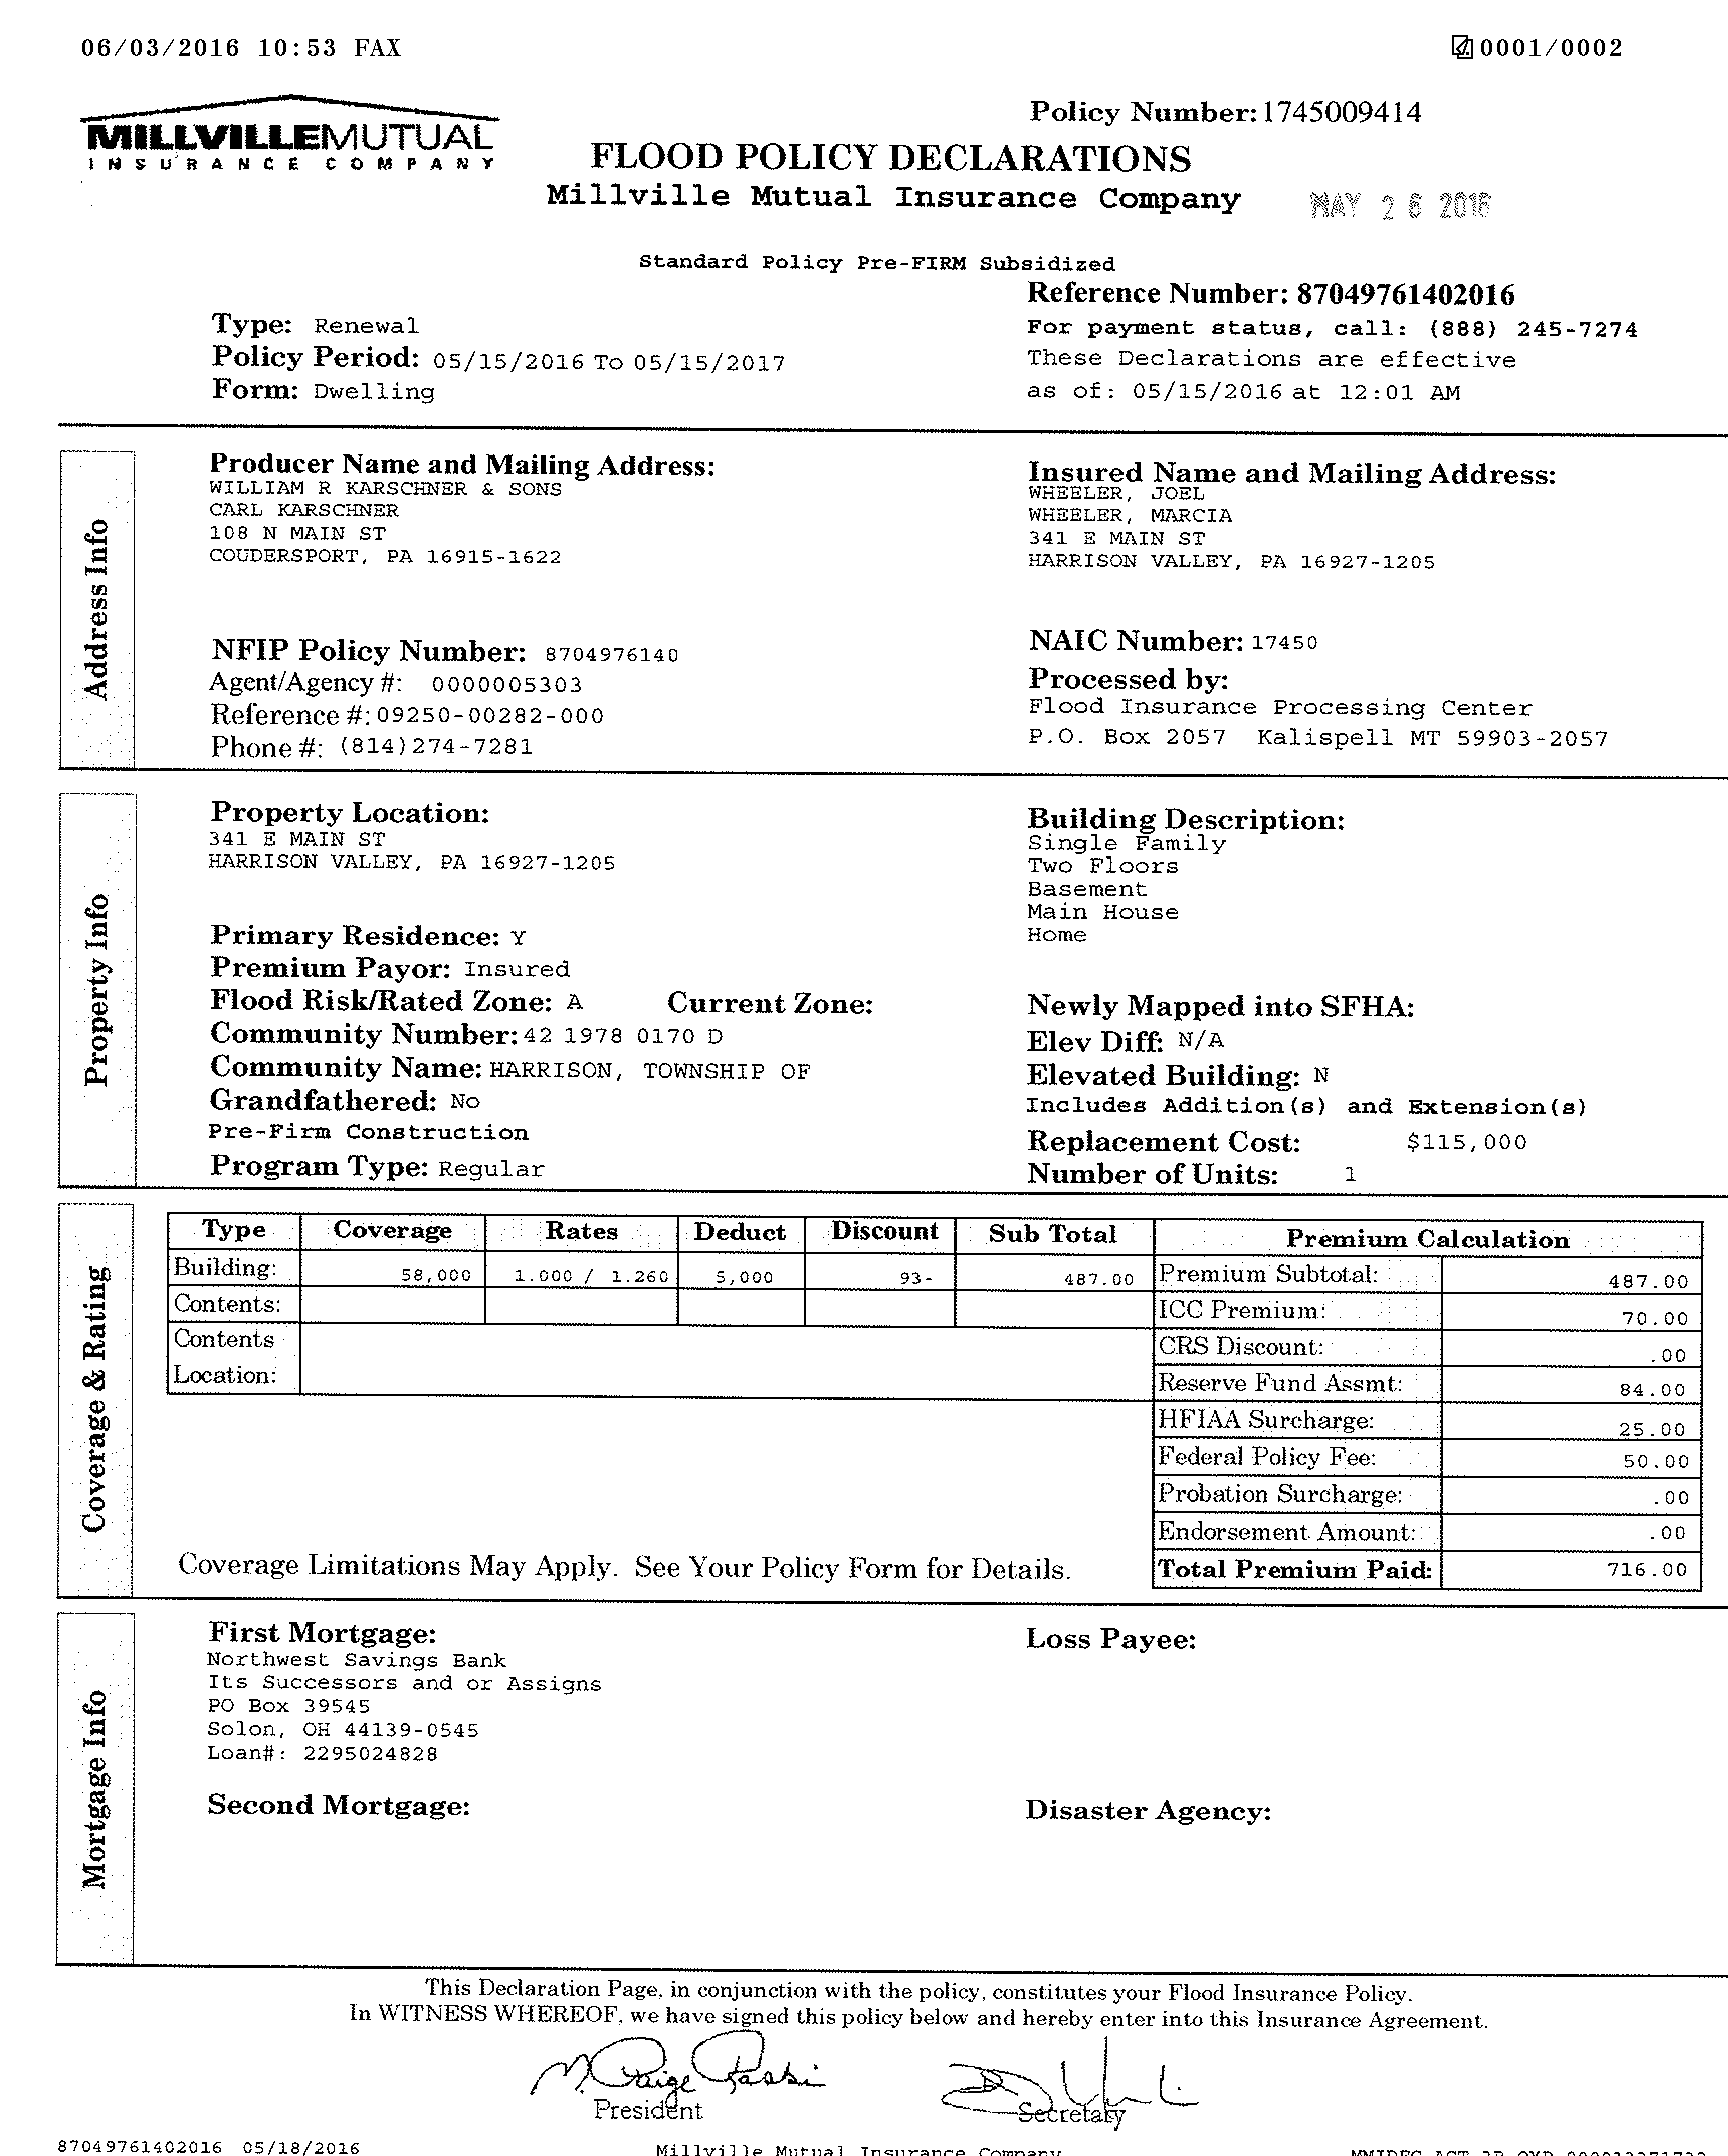 06/03/2016 10:53 FAX
0001/0002
MILLVILLEMUTUAL
INSURANCE COMPANY
Policy Number: 1745009414
FLOOD POLICY DECLARATIONS
Millville Mutual Insurance Company
MAY 26 2016
Standard Policy Pre-FIRM Subsidized
Reference Number: 87049761402016
Type: Renewal
For payment status, call: (888) 245-7274
Policy Period: 05/15/2016 To 05/15/2017
These Declarations are effective
Form: Dwelling
as of: 05/15/2016 at 12:01 AM
Address Info
Producer Name and Mailing Address:
WILLIAM R KARSCHNER & SONS
CARL KARSCHNER
108 N MAIN ST
COUDERSPORT, PA 16915-1622
Insured Name and Mailing Address:
WHEELER, JOEL
WHEELER, MARCIA
341 E MAIN ST
HARRISON VALLEY, PA 16927-1205
NFIP Policy Number: 8704976140
Agent/Agency #: 0000005303
Reference #: 09250-00282-000
Phone #: (814)274-7281
NAIC Number: 17450
Processed by:
Flood Insurance Processing Center
P.O. Box 2057 Kalispell MT 59903-2057
Property Info
Property Location:
341 E MAIN ST
HARRISON VALLEY, PA 16927-1205
Building Description:
Single Family
Two Floors
Basement
Main House
Home
Primary Residence: Y
Premium Payor: Insured
Flood Risk/Rated Zone: A Current Zone:
Community Number: 42 1978 0170 D
Community Name: HARRISON, TOWNSHIP OF
Grandfathered: No
Pre-Firm Construction
Program Type: Regular
Newly Mapped into SFHA:
Elev Diff: N/A
Elevated Building: N
Includes Addition(s) and Extension(s)
Replacement Cost: $115,000
Number of Units: 1
Coverage & Rating
Type Coverage Rates Deduct Discount Sub Total
Building: 58,000 1.000 / 1.260 5,000 93- 487.00
Contents:
Contents
Location:
Premium Calculation
Premium Subtotal: 487.00
ICC Premium: 70.00
CRS Discount: .00
Reserve Fund Assmt: 84.00
HFIAA Surcharge: 25.00
Federal Policy Fee: 50.00
Probation Surcharge: .00
Endorsement Amount: .00
Total Premium Paid: 716.00
Coverage Limitations May Apply. See Your Policy Form for Details.
Mortgage Info
First Mortgage:
Northwest Savings Bank
Its Successors and or Assigns
PO Box 39545
Solon, OH 44139-0545
Loan#: 2295024828
Loss Payee:
Second Mortgage:
Disaster Agency:
This Declaration Page, in conjunction with the policy, constitutes your Flood Insurance Policy.
In WITNESS WHEREOF, we have signed this policy below and hereby enter into this Insurance Agreement.
President
Secretary
87049761402016 05/18/2016
Millville Mutual Insurance Company